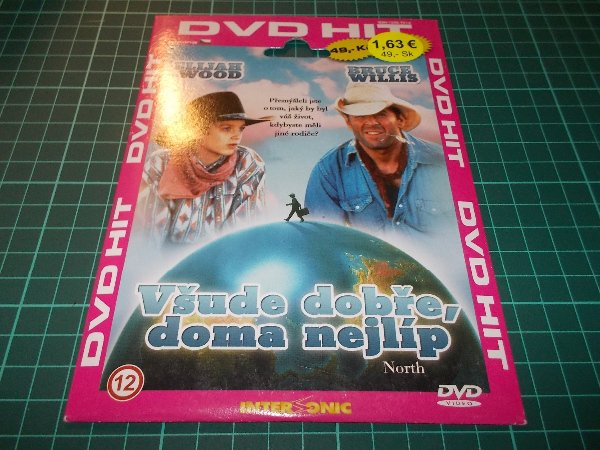 DVD HIT
49,- Kč
1,63 €
49,- Sk
DVD HIT
DVD HIT
DVD HIT
DVD HIT
DVD HIT
ELIJAH
WOOD
BRUCE
WILLIS
Přemýšleli jste
o tom, jaký by byl
váš život,
kdybyste měli
jiné rodiče?
Všude dobře,
doma nejlíp
North
12
INTERSONIC
DVD
VIDEO